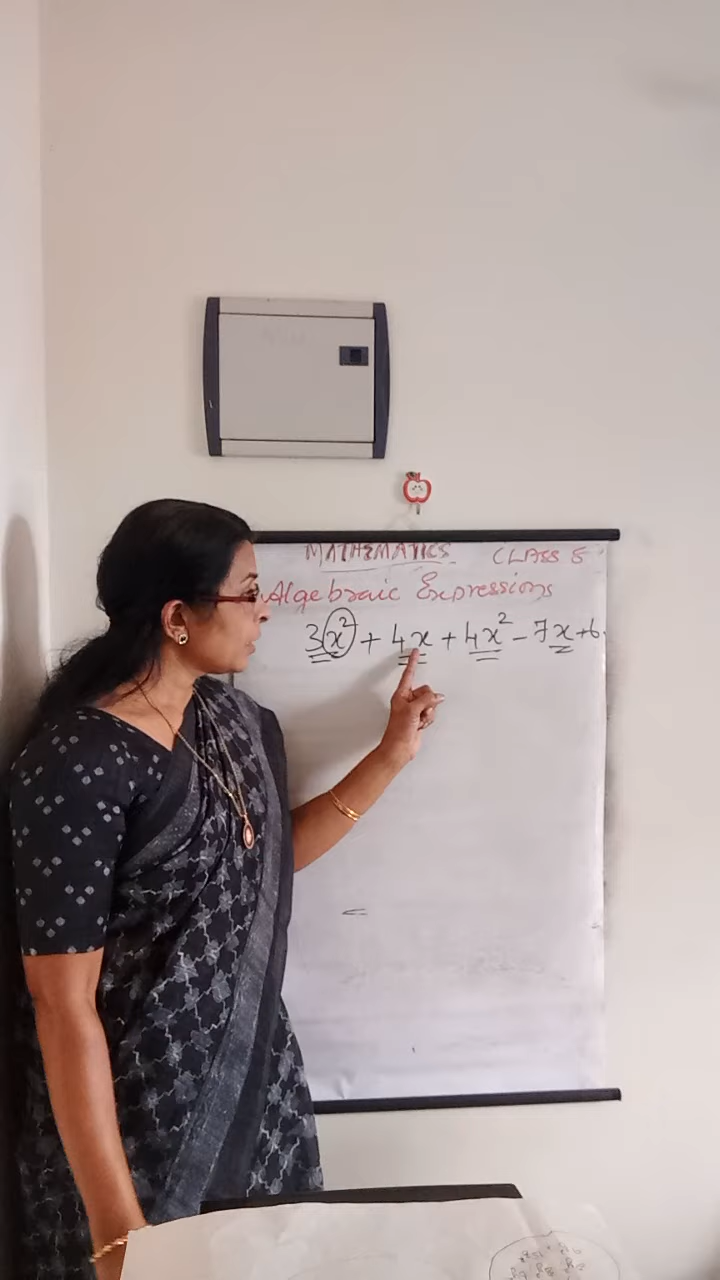 MATHEMATICS CLASS 8
Algebraic Expressions
3x² + 4x + 4x² - 7x + 6